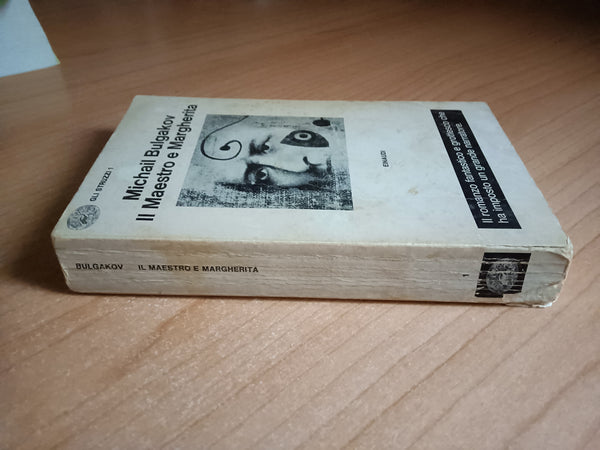 GLI STRUZZI 1
Michail Bulgakov
Il Maestro e Margherita
EINAUDI
Il romanzo fantastico e grottesco che
ha imposto un grande narratore.
BULGAKOV IL MAESTRO E MARGHERITA
1